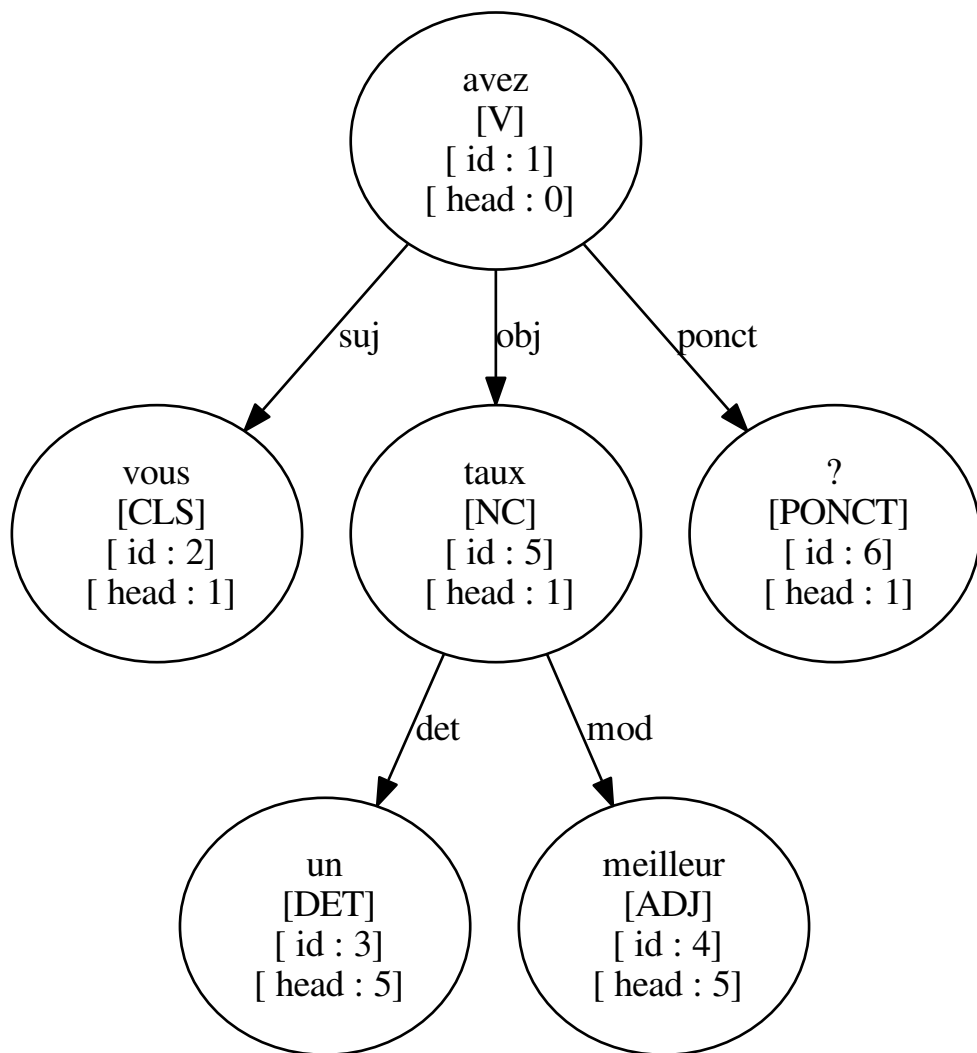 avez
[V]
[ id : 1]
[ head : 0]
suj
obj
ponct
vous
[CLS]
[ id : 2]
[ head : 1]
taux
[NC]
[ id : 5]
[ head : 1]
?
[PONCT]
[ id : 6]
[ head : 1]
det
mod
un
[DET]
[ id : 3]
[ head : 5]
meilleur
[ADJ]
[ id : 4]
[ head : 5]